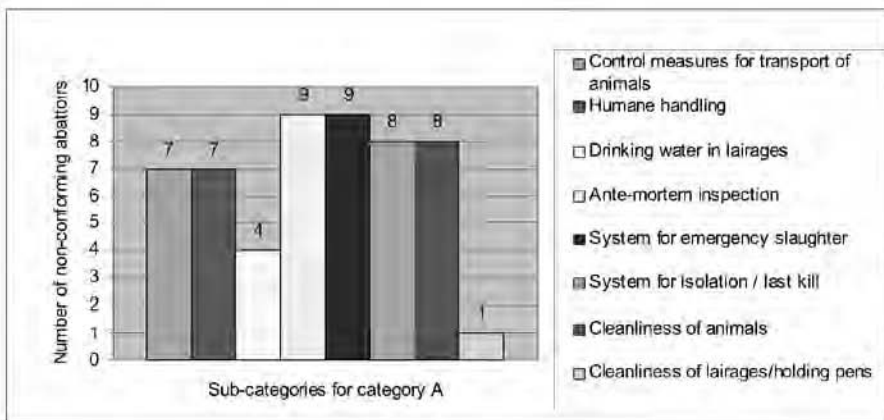 Number of non-conforming abattoirs
10
9
8
7
6
5
4
3
2
1
0
7
7
4
9
9
8
8
1
Sub-categories for category A
Control measures for transport of
animals
Humane handling
Drinking water in lairages
Ante-mortem inspection
System for emergency slaughter
System for isolation / last kill
Cleanliness of animals
Cleanliness of lairages/holding pens